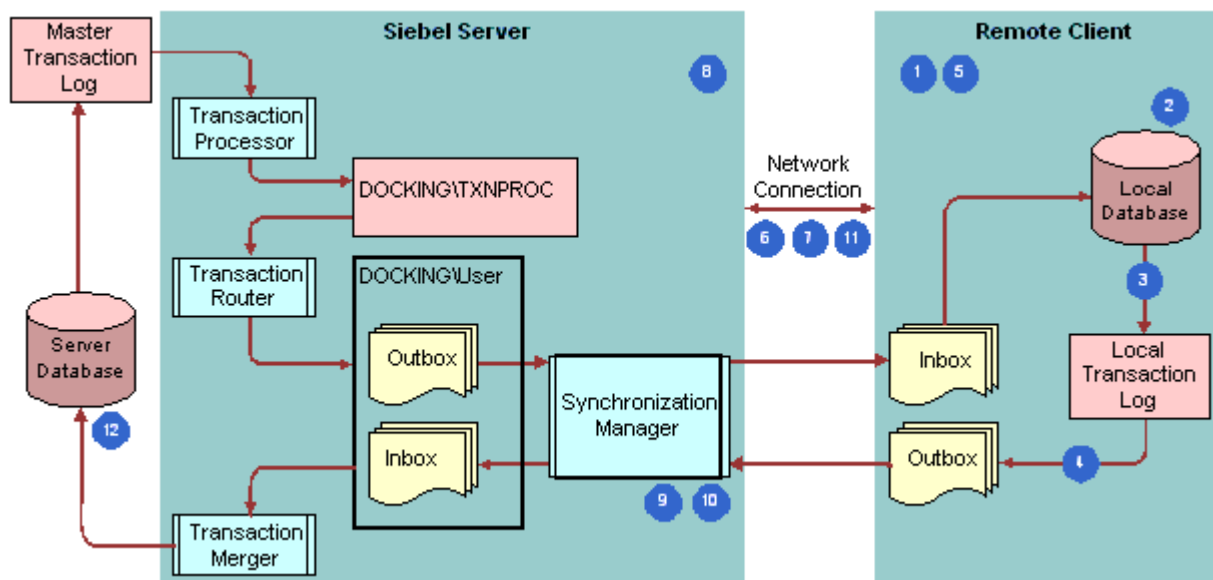 Master
Transaction
Log
Siebel Server
Remote Client
8
1
5
2
Transaction
Processor
DOCKING\TXNPROC
Network
Connection
6
7
11
Local
Database
3
Transaction
Router
DOCKING\User
Outbox
Server
Database
12
Synchronization
Manager
Inbox
Local
Transaction
Log
Inbox
Outbox
4
9
10
Transaction
Merger